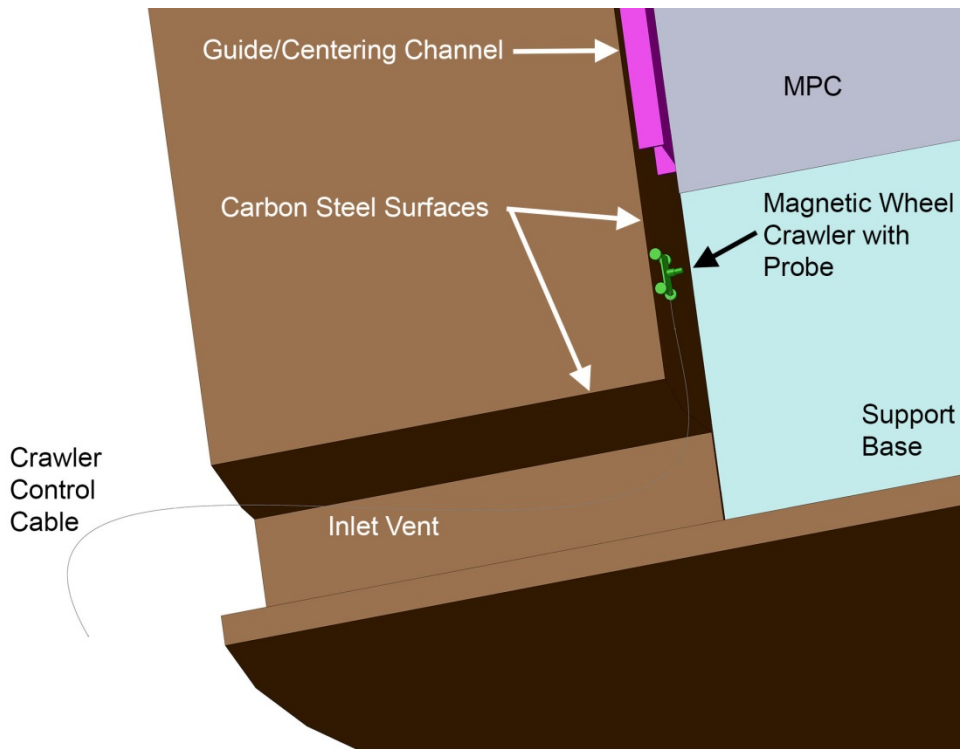 Guide/Centering Channel
MPC
Carbon Steel Surfaces
Magnetic Wheel
Crawler with
Probe
Support
Base
Crawler
Control
Cable
Inlet Vent